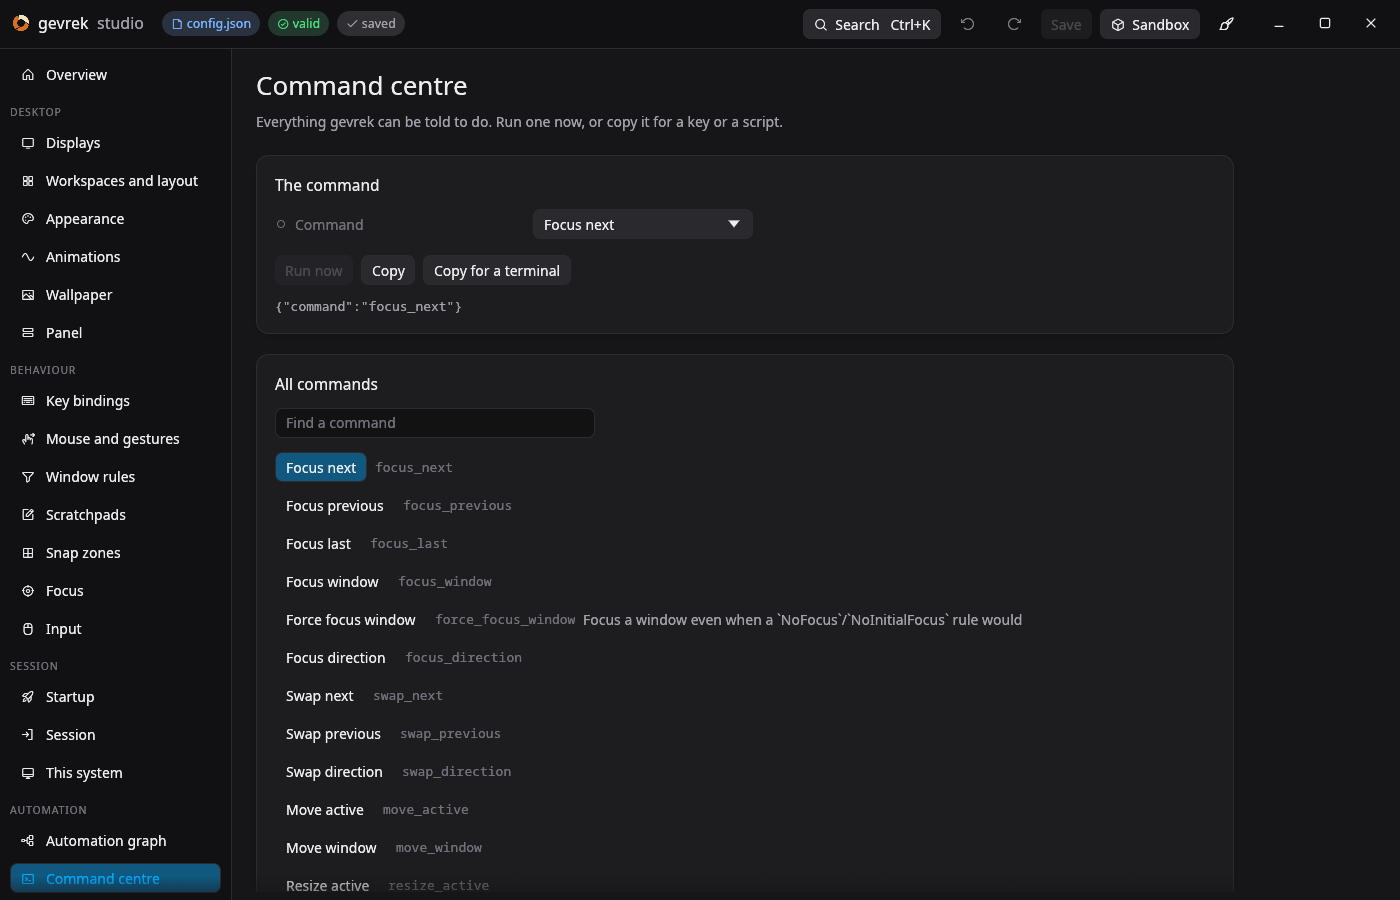 gevrek studio config.json valid saved Search Ctrl+K Save Sandbox
Overview
DESKTOP
Displays
Workspaces and layout
Appearance
Animations
Wallpaper
Panel
BEHAVIOUR
Key bindings
Mouse and gestures
Window rules
Scratchpads
Snap zones
Focus
Input
SESSION
Startup
Session
This system
AUTOMATION
Automation graph
Command centre
Command centre
Everything gevrek can be told to do. Run one now, or copy it for a key or a script.
The command
Command Focus next
Run now Copy Copy for a terminal
{"command":"focus_next"}
All commands
Find a command
Focus next focus_next
Focus previous focus_previous
Focus last focus_last
Focus window focus_window
Force focus window force_focus_window Focus a window even when a `NoFocus`/`NoInitialFocus` rule would
Focus direction focus_direction
Swap next swap_next
Swap previous swap_previous
Swap direction swap_direction
Move active move_active
Move window move_window
Resize active resize_active